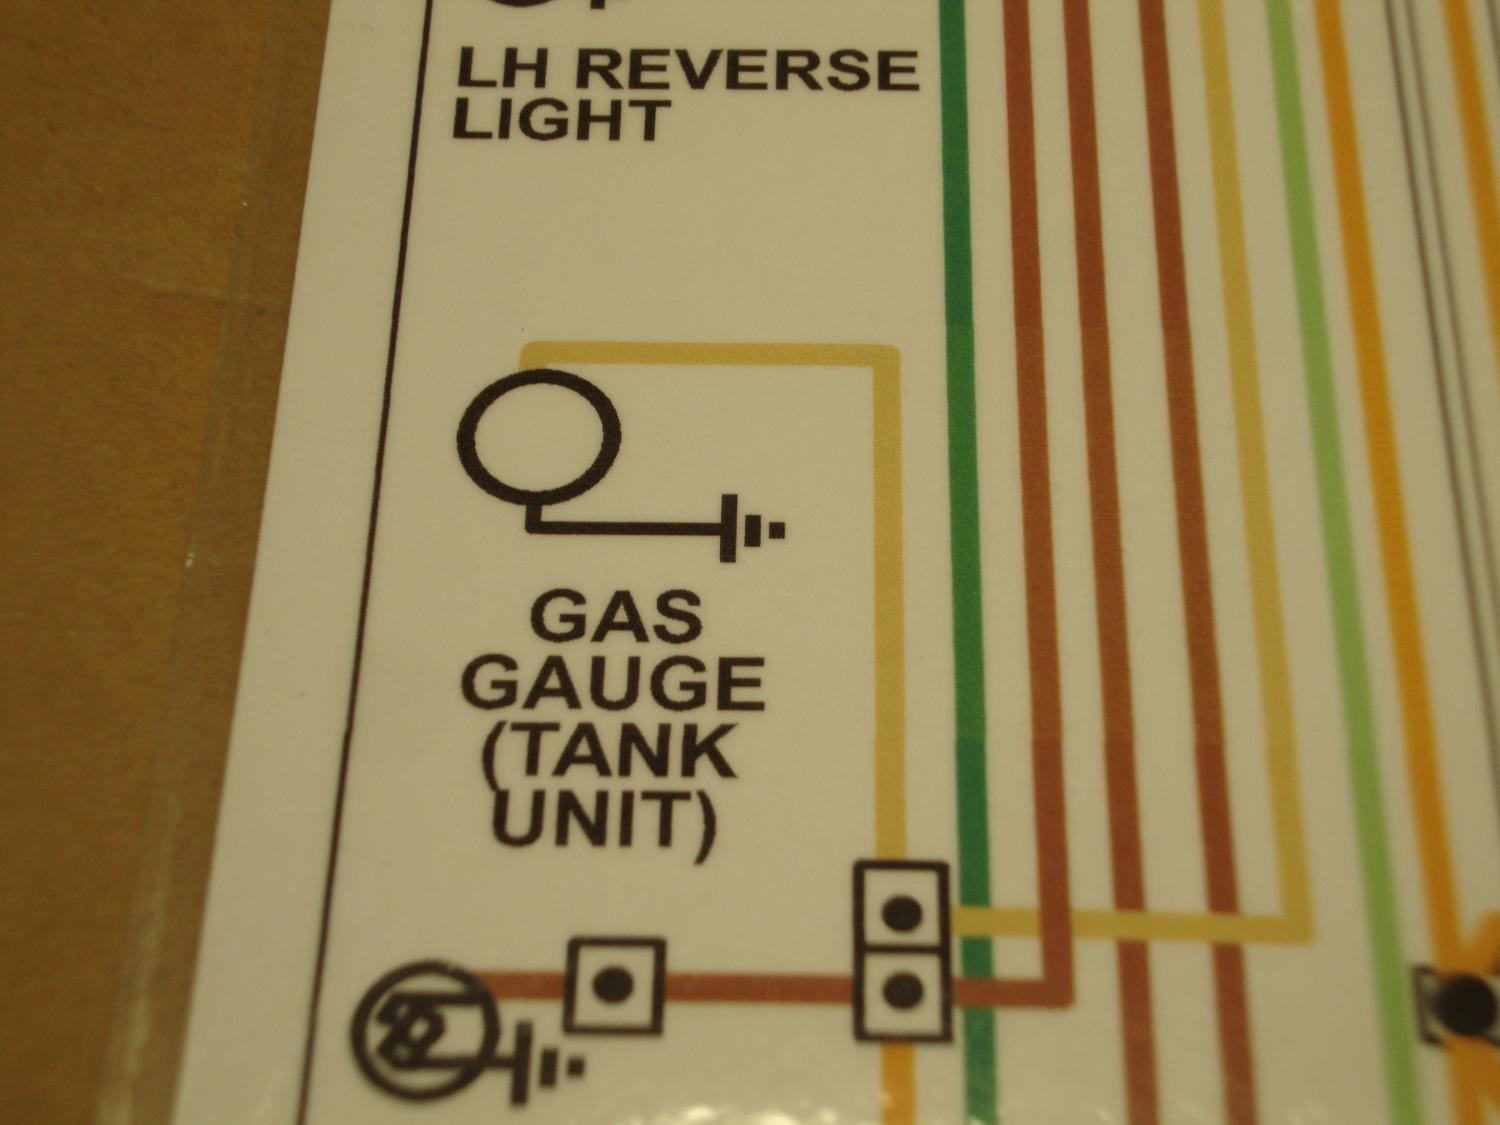 LH REVERSE
LIGHT
GAS
GAUGE
(TANK
UNIT)